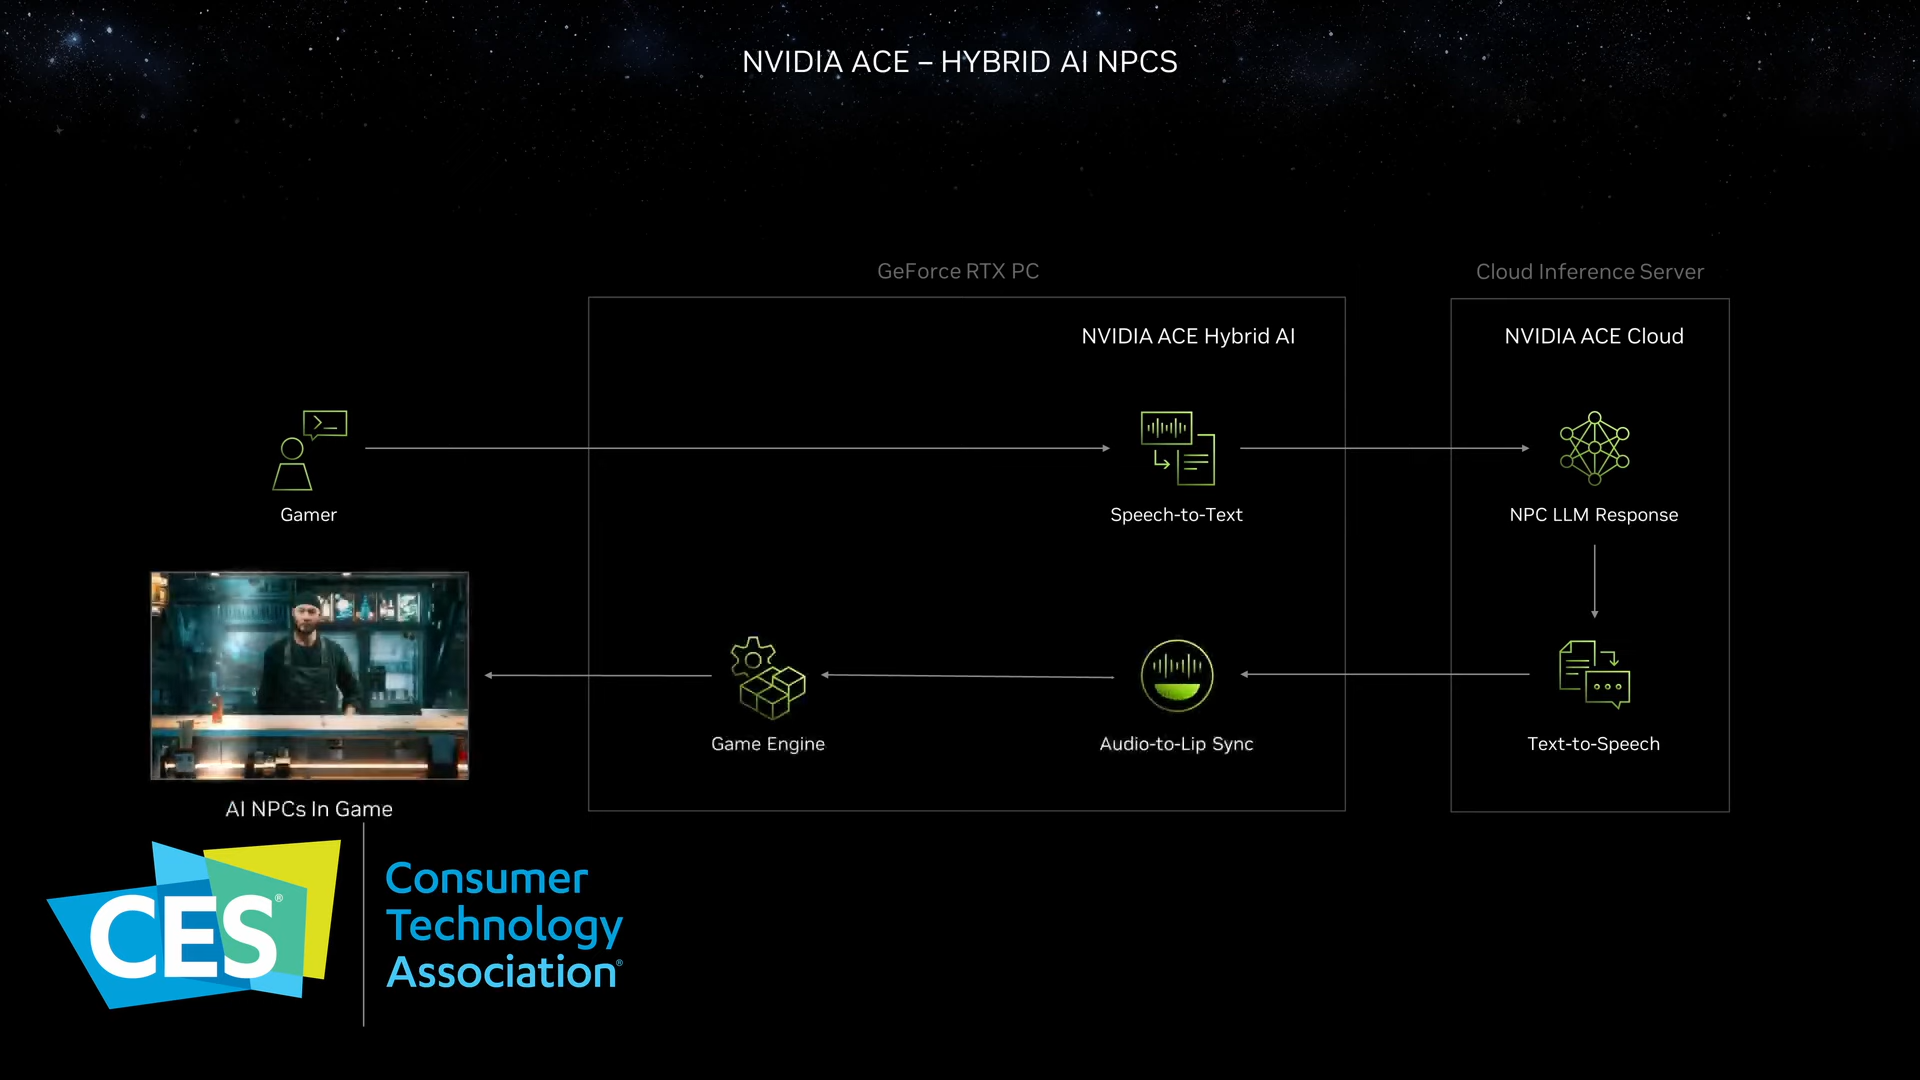 NVIDIA ACE – HYBRID AI NPCS
GeForce RTX PC
Cloud Inference Server
NVIDIA ACE Hybrid AI
NVIDIA ACE Cloud
>_
Gamer
Speech-to-Text
NPC LLM Response
Game Engine
Audio-to-Lip Sync
Text-to-Speech
AI NPCs In Game
CES®
Consumer
Technology
Association®